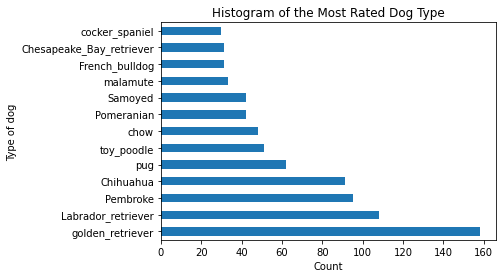 Histogram of the Most Rated Dog Type
cocker_spaniel
Chesapeake_Bay_retriever
French_bulldog
malamute
Samoyed
Pomeranian
chow
toy_poodle
pug
Chihuahua
Pembroke
Labrador_retriever
golden_retriever
Type of dog
0 20 40 60 80 100 120 140 160
Count